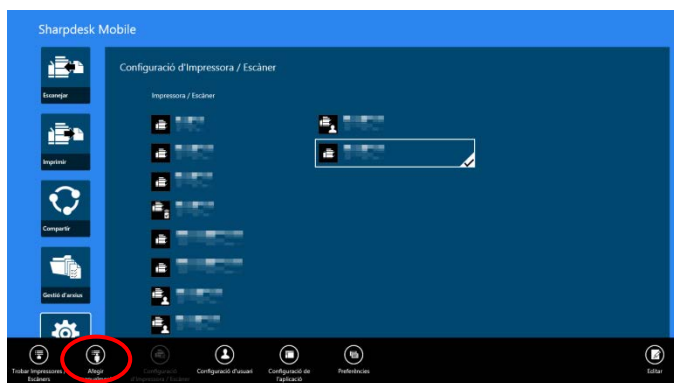 Sharpdesk Mobile
Configuració d'Impressora / Escàner
Impressora / Escàner
Escanejar
Imprimir
Compartir
Gestió d'arxius
Trobar Impressores / Escàners
Afegir
Configuració d'Impressora / Escàner
Configuració d'usuari
Configuració de l'aplicació
Preferències
Editar